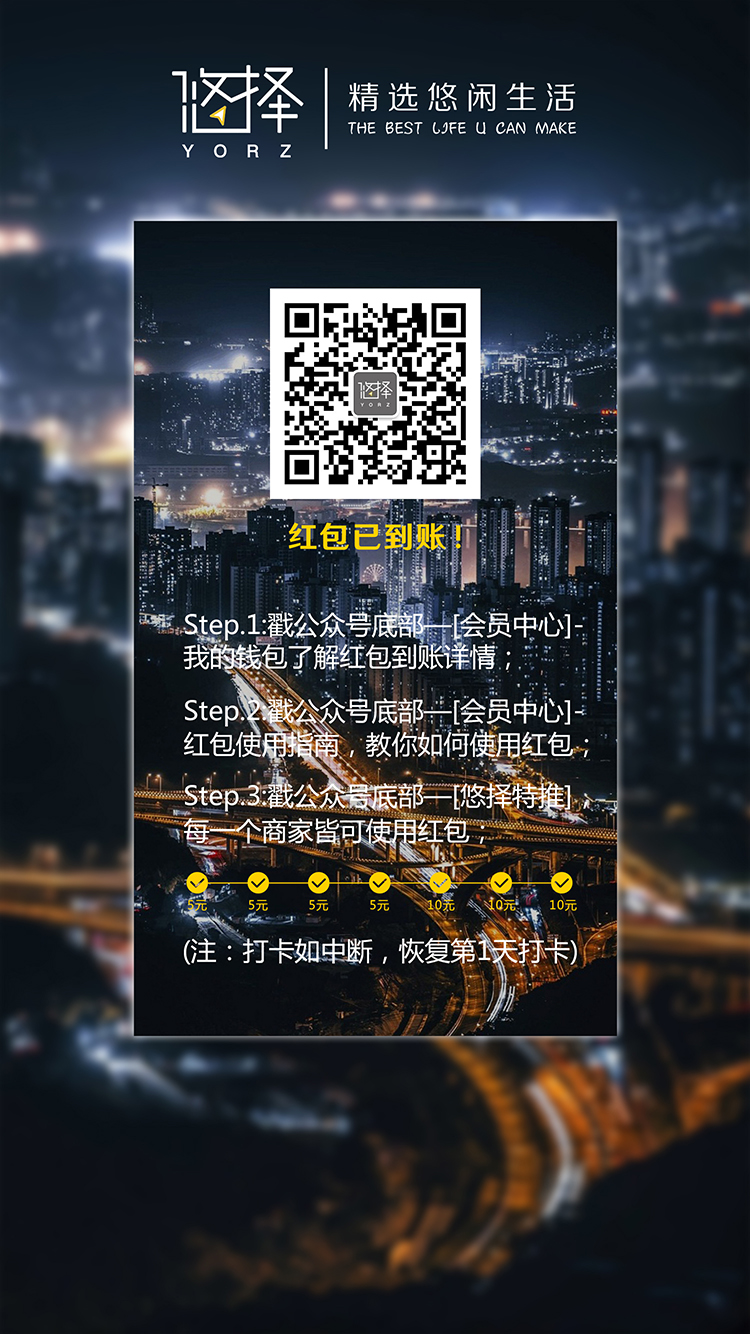 悠择
YORZ
精选悠闲生活
THE BEST LIFE U CAN MAKE
悠择
YORZ
红包已到账！
Step.1:戳公众号底部—[会员中心]-
我的钱包了解红包到账详情；
Step.2:戳公众号底部—[会员中心]-
红包使用指南，教你如何使用红包；
Step.3:戳公众号底部—[悠择特推]；
每一个商家皆可使用红包；
5元 5元 5元 5元 10元 10元 10元
(注：打卡如中断，恢复第1天打卡)